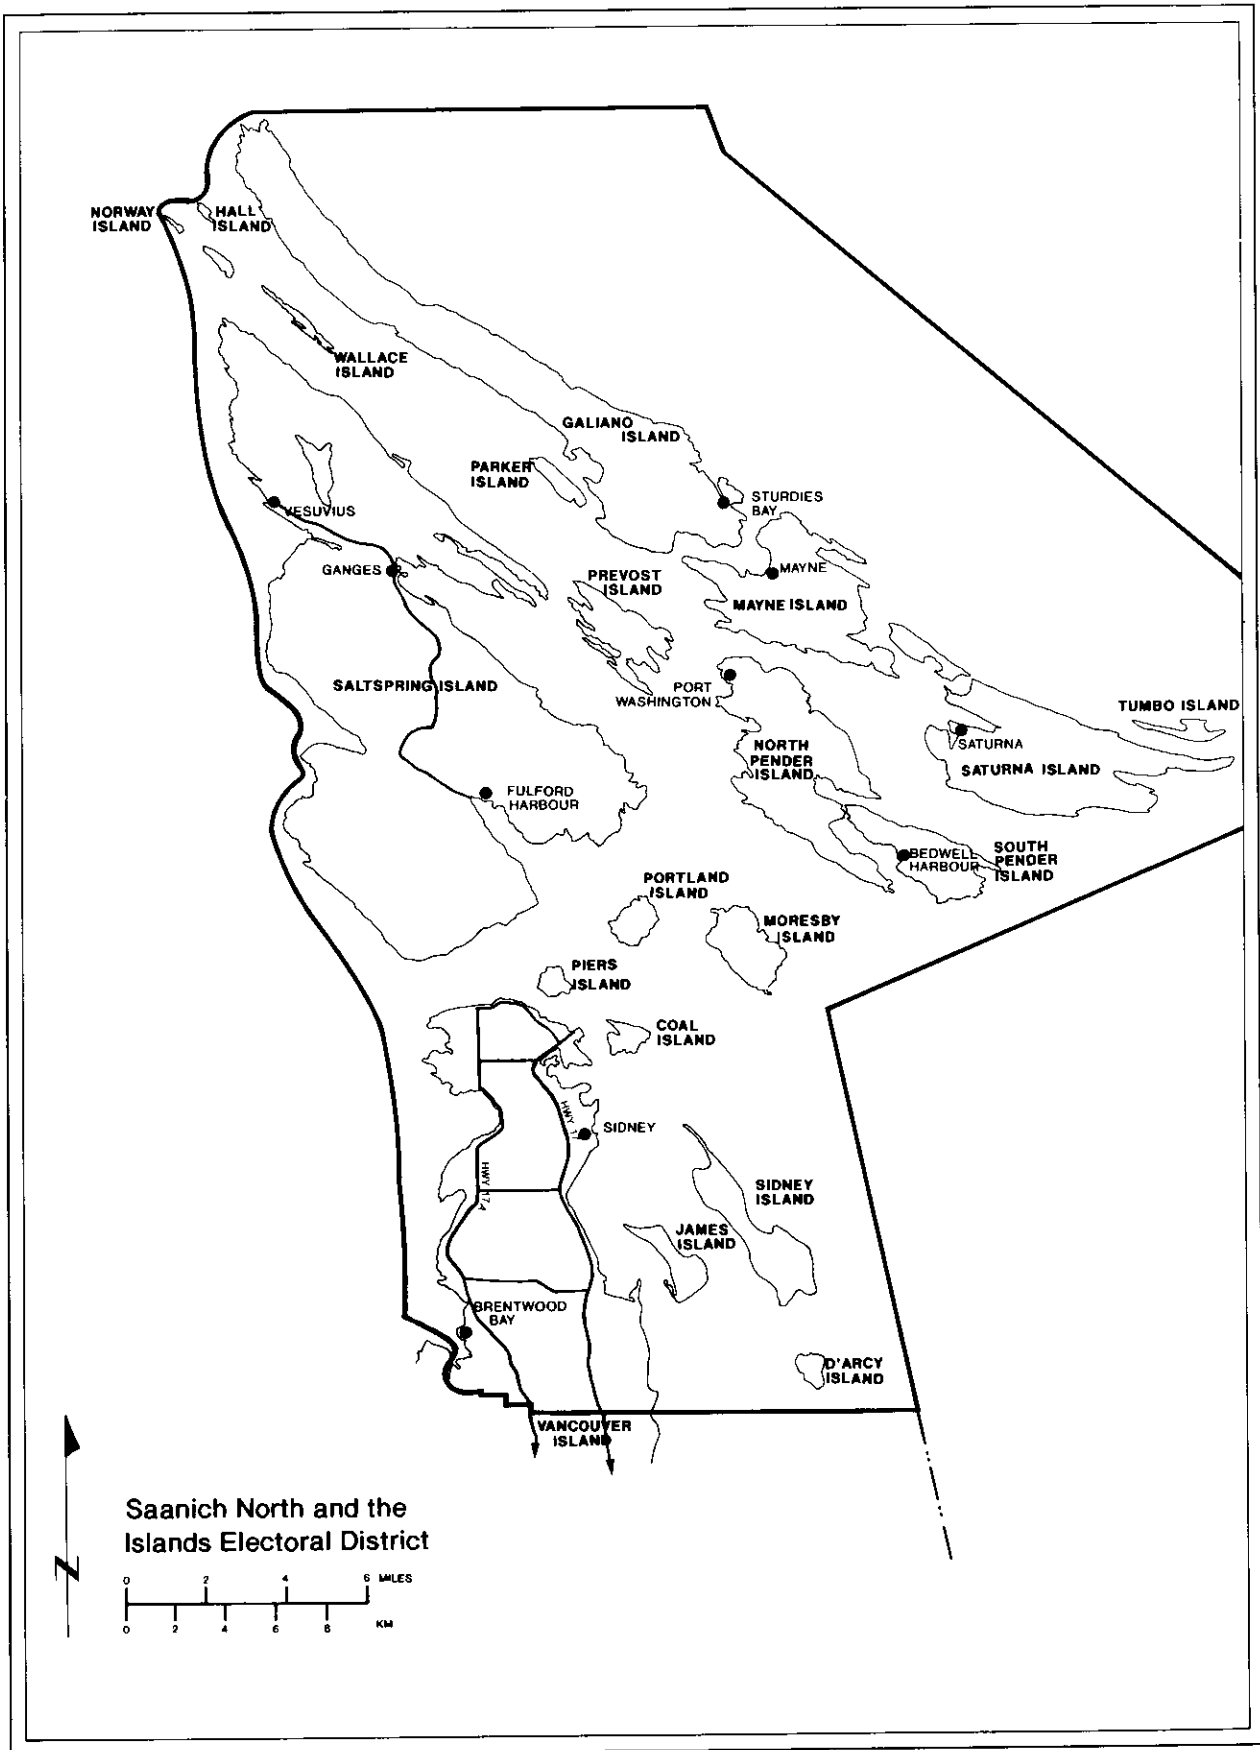 NORWAY
ISLAND
HALL
ISLAND
WALLACE
ISLAND
GALIANO
ISLAND
PARKER
ISLAND
STURDIES
BAY
VESUVIUS
GANGES
PREVOST
ISLAND
MAYNE
MAYNE ISLAND
SALTSPRING ISLAND
PORT
WASHINGTON
TUMBO ISLAND
NORTH
PENDER
ISLAND
SATURNA
SATURNA ISLAND
FULFORD
HARBOUR
BEDWELL
HARBOUR
SOUTH
PENDER
ISLAND
PORTLAND
ISLAND
MORESBY
ISLAND
PIERS
ISLAND
COAL
ISLAND
HWY 17
SIDNEY
HWY 17A
SIDNEY
ISLAND
JAMES
ISLAND
BRENTWOOD
BAY
D'ARCY
ISLAND
VANCOUVER
ISLAND
Saanich North and the
Islands Electoral District
0 2 4 6 MILES
0 2 4 6 8 KM
N